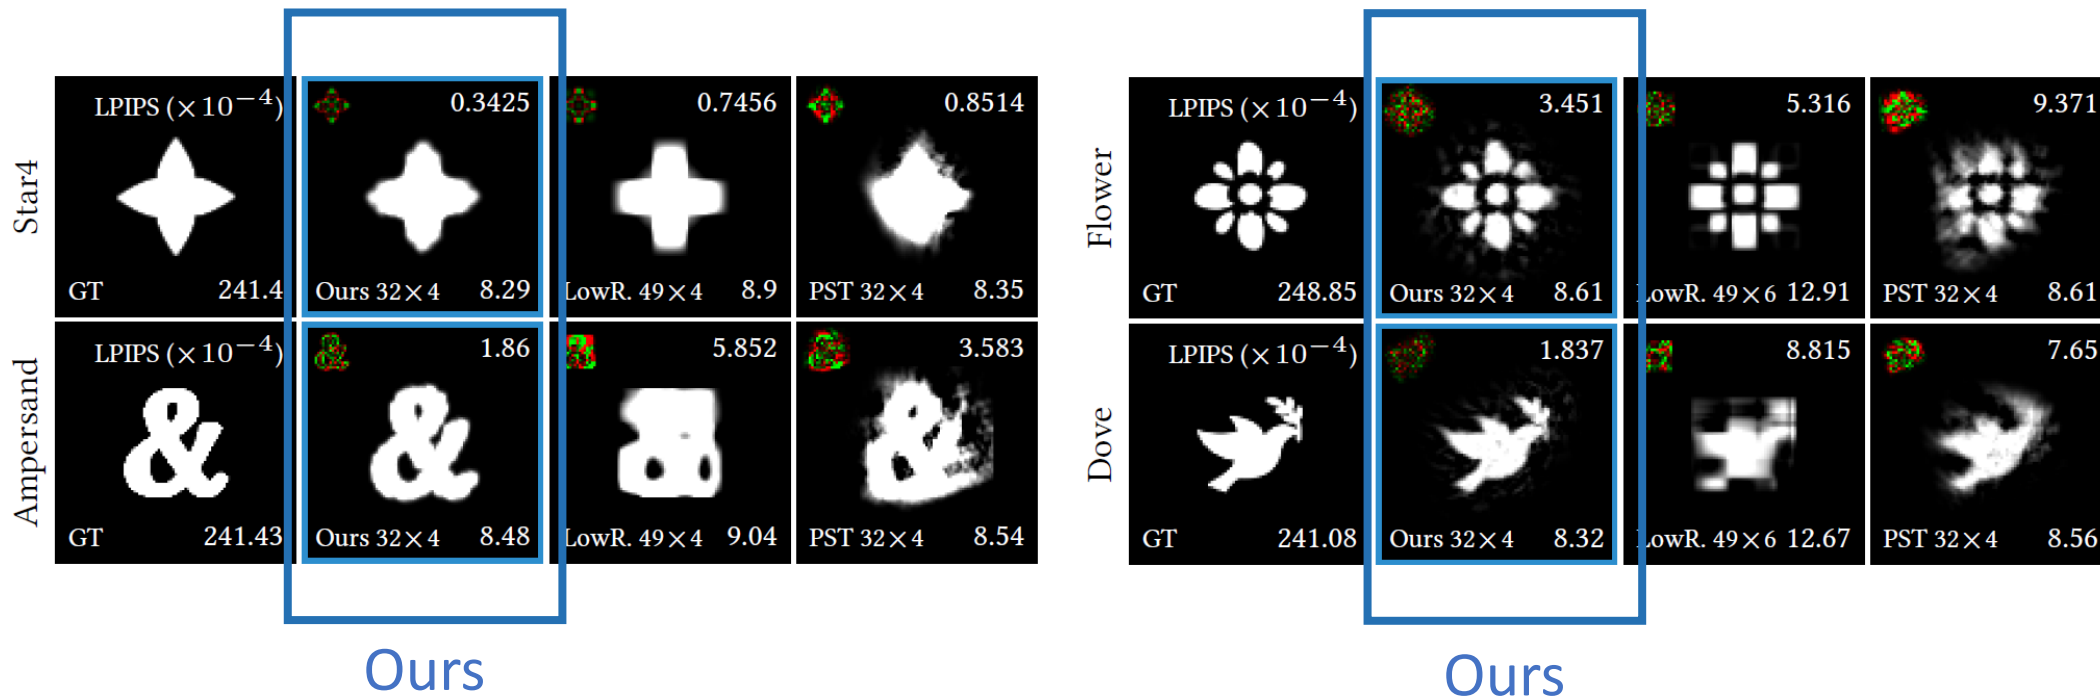 Star4
LPIPS (×10⁻⁴)
GT 241.4
0.3425
Ours 32×4 8.29
0.7456
LowR. 49×4 8.9
0.8514
PST 32×4 8.35
Ampersand
LPIPS (×10⁻⁴)
GT 241.43
1.86
Ours 32×4 8.48
5.852
LowR. 49×4 9.04
3.583
PST 32×4 8.54
Ours
Flower
LPIPS (×10⁻⁴)
GT 248.85
3.451
Ours 32×4 8.61
5.316
LowR. 49×6 12.91
9.371
PST 32×4 8.61
Dove
LPIPS (×10⁻⁴)
GT 241.08
1.837
Ours 32×4 8.32
8.815
LowR. 49×6 12.67
7.65
PST 32×4 8.56
Ours